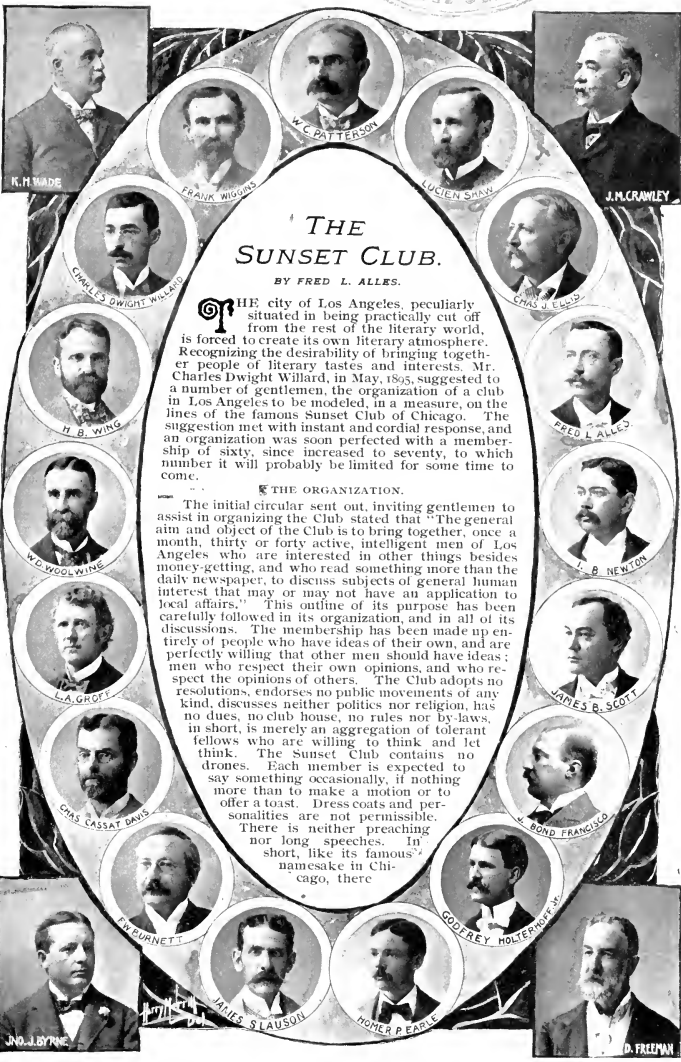 K. H. WADE
W. C. PATTERSON
J. M. CRAWLEY
FRANK WIGGINS
LUCIEN SHAW
CHARLES DWIGHT WILLARD
CHAS J. ELLIS
H. B. WING
FRED L ALLES
W.D. WOOLWINE
I. B NEWTON
L. A. GROFF
JAMES B. SCOTT
CHAS CASSAT DAVIS
J. BOND FRANCISCO
F W BURNETT
GODFREY HOLTERHOFF Jr.
JAMES S LAUSON
HOMER P. EARLE
JNO. J. BYRNE
D. FREEMAN
THE
SUNSET CLUB.
BY FRED L. ALLES.
THE city of Los Angeles, peculiarly
situated in being practically cut off
from the rest of the literary world,
is forced to create its own literary atmosphere.
Recognizing the desirability of bringing togeth-
er people of literary tastes and interests. Mr.
Charles Dwight Willard, in May, 1895, suggested to
a number of gentlemen, the organization of a club
in Los Angeles to be modeled, in a measure, on the
lines of the famous Sunset Club of Chicago. The
suggestion met with instant and cordial response, and
an organization was soon perfected with a member-
ship of sixty, since increased to seventy, to which
number it will probably be limited for some time to
come.
THE ORGANIZATION.
The initial circular sent out, inviting gentlemen to
assist in organizing the Club stated that "The general
aim and object of the Club is to bring together, once a
month, thirty or forty active, intelligent men of Los
Angeles who are interested in other things besides
money-getting, and who read something more than the
daily newspaper, to discuss subjects of general human
interest that may or may not have an application to
local affairs." This outline of its purpose has been
carefully followed in its organization, and in all of its
discussions. The membership has been made up en-
tirely of people who have ideas of their own, and are
perfectly willing that other men should have ideas;
men who respect their own opinions, and who re-
spect the opinions of others. The Club adopts no
resolutions, endorses no public movements of any
kind, discusses neither politics nor religion, has
no dues, no club house, no rules nor by-laws,
in short, is merely an aggregation of tolerant
fellows who are willing to think and let
think. The Sunset Club contains no
drones. Each member is expected to
say something occasionally, if nothing
more than to make a motion or to
offer a toast. Dress coats and per-
sonalities are not permissible.
There is neither preaching
nor long speeches. In
short, like its famous
namesake in Chi-
cago, there